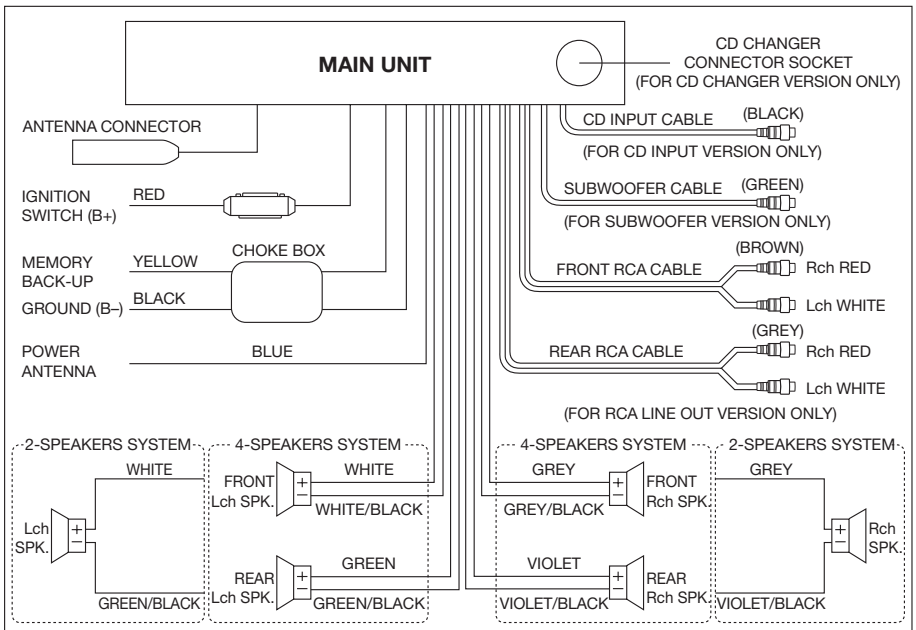 MAIN UNIT
CD CHANGER
CONNECTOR SOCKET
(FOR CD CHANGER VERSION ONLY)
ANTENNA CONNECTOR
CD INPUT CABLE
(BLACK)
(FOR CD INPUT VERSION ONLY)
IGNITION
SWITCH (B+)
RED
SUBWOOFER CABLE
(GREEN)
(FOR SUBWOOFER VERSION ONLY)
MEMORY
BACK-UP
YELLOW
CHOKE BOX
GROUND (B–)
BLACK
(BROWN)
FRONT RCA CABLE
Rch RED
Lch WHITE
POWER
ANTENNA
BLUE
(GREY)
REAR RCA CABLE
Rch RED
Lch WHITE
(FOR RCA LINE OUT VERSION ONLY)
2-SPEAKERS SYSTEM
WHITE
Lch
SPK.
+
−
GREEN/BLACK
4-SPEAKERS SYSTEM
FRONT
Lch SPK.
+
−
WHITE
WHITE/BLACK
REAR
Lch SPK.
+
−
GREEN
GREEN/BLACK
4-SPEAKERS SYSTEM
GREY
GREY/BLACK
+
−
FRONT
Rch SPK.
VIOLET
VIOLET/BLACK
+
−
REAR
Rch SPK.
2-SPEAKERS SYSTEM
GREY
+
−
Rch
SPK.
VIOLET/BLACK